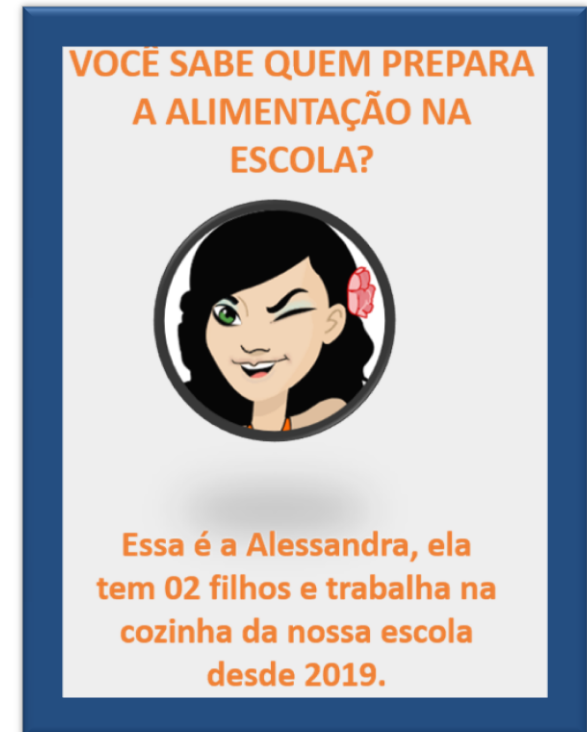 VOCÊ SABE QUEM PREPARA
A ALIMENTAÇÃO NA
ESCOLA?
Essa é a Alessandra, ela
tem 02 filhos e trabalha na
cozinha da nossa escola
desde 2019.